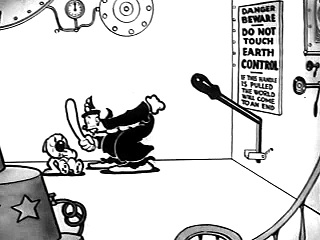 DANGER
BEWARE
DO NOT
TOUCH
EARTH
CONTROL
IF THIS HANDLE
IS PULLED
THE WORLD
WILL COME
TO AN END